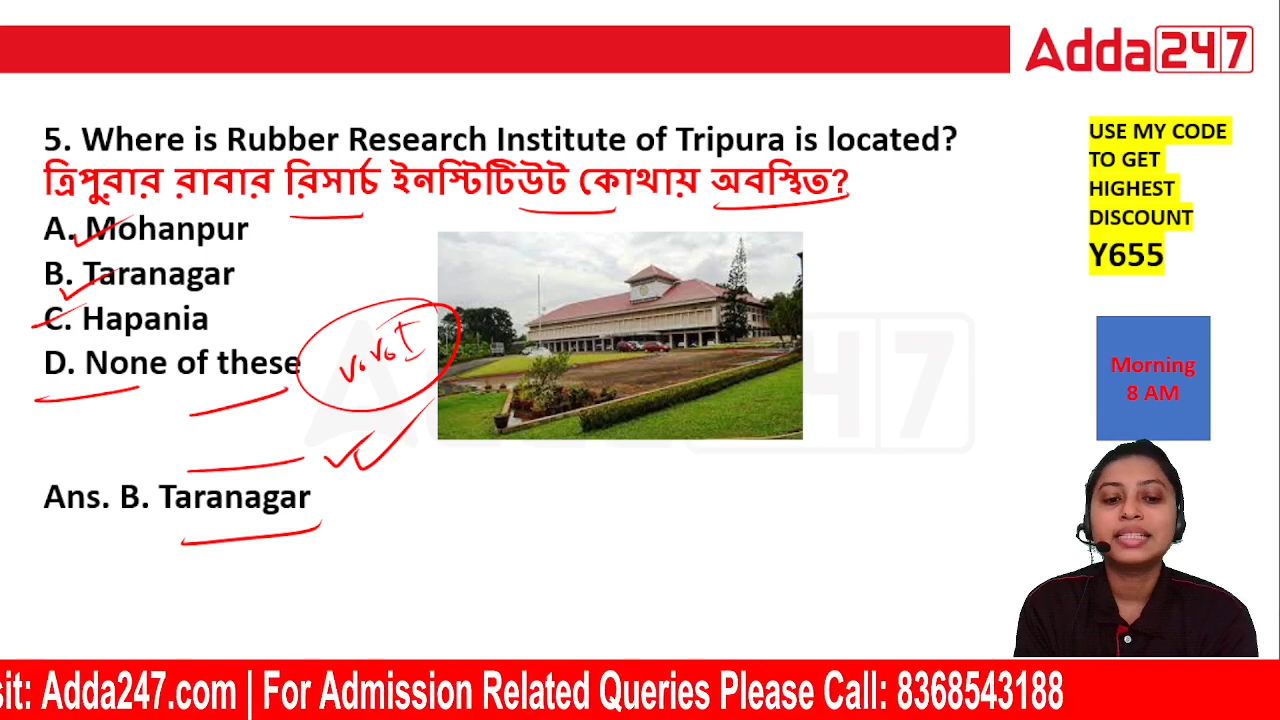 Adda247
5. Where is Rubber Research Institute of Tripura is located?
ত্রিপুরার রাবার রিসার্চ ইনস্টিটিউট কোথায় অবস্থিত?
A. Mohanpur
B. Taranagar
C. Hapania
D. None of these
V. V. I
Ans. B. Taranagar
USE MY CODE
TO GET
HIGHEST
DISCOUNT
Y655
Morning
8 AM
sit: Adda247.com | For Admission Related Queries Please Call: 8368543188